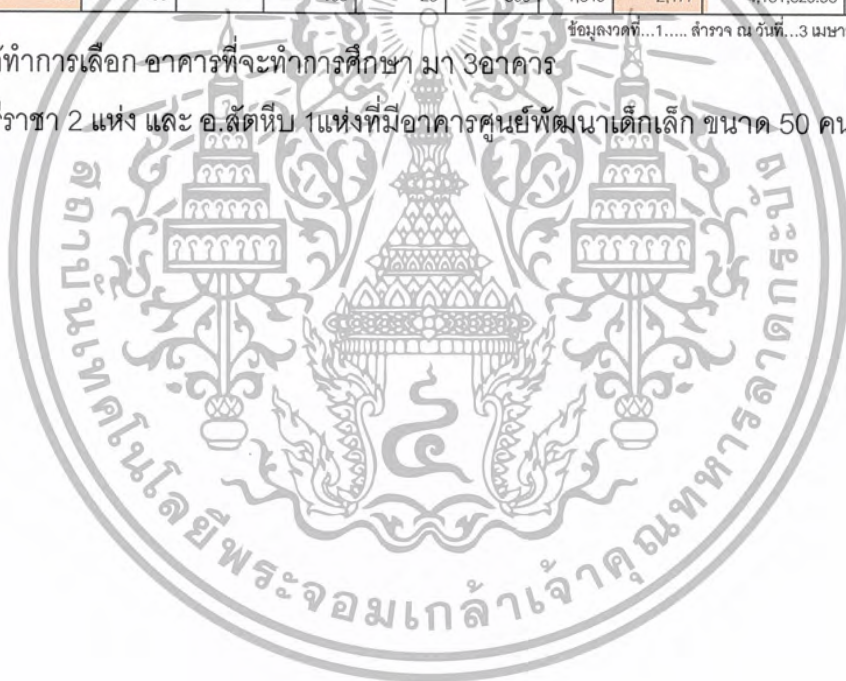 ข้อมูลงวดที่...1..... สำรวจ ณ วันที่...3 เมษา
ทำการเลือก อาคารที่จะทำการศึกษา มา 3อาคาร
ราชา 2 แห่ง และ อ.สัตหีบ 1แห่งที่มีอาคารศูนย์พัฒนาเด็กเล็ก ขนาด 50 คน
สถาบันเทคโนโลยีพระจอมเกล้าเจ้าคุณทหารลาดกระบัง